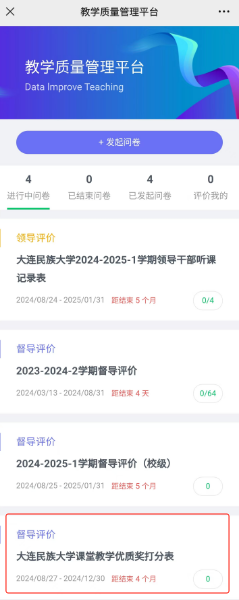 教学质量管理平台
教学质量管理平台
Data Improve Teaching
+ 发起问卷
4 0 4 0
进行中问卷 已结束问卷 已发起问卷 评价我的
领导评价
大连民族大学2024-2025-1学期领导干部听课
记录表
2024/08/24 - 2025/01/31 距结束 5 个月 0/4
督导评价
2023-2024-2学期督导评价
2024/03/13 - 2024/08/31 距结束 4 天 0/64
督导评价
2024-2025-1学期督导评价（校级）
2024/08/25 - 2025/01/31 距结束 5 个月 0
督导评价
大连民族大学课堂教学优质奖打分表
2024/08/27 - 2024/12/30 距结束 4 个月 0